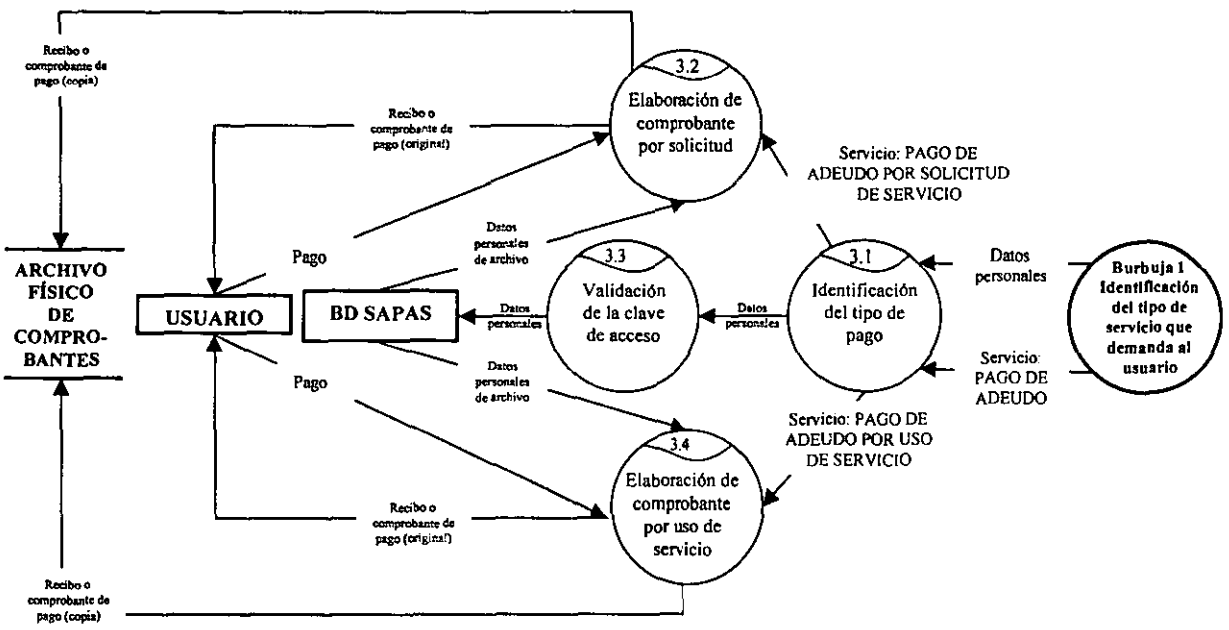 Recibo o
comprobante de
pago (copia)
3.2
Elaboración de
comprobante
por solicitud
Recibo o
comprobante de
pago (original)
Servicio: PAGO DE
ADEUDO POR SOLICITUD
DE SERVICIO
Pago
Datos
personales
de archivo
ARCHIVO
FÍSICO
DE
COMPRO-
BANTES
USUARIO
BD SAPAS
Datos
personales
3.3
Validación
de la clave
de acceso
Datos
personales
3.1
Identificación
del tipo de
pago
Datos
personales
Burbuja 1
Identificación
del tipo de
servicio que
demanda al
usuario
Servicio:
PAGO DE
ADEUDO
Pago
Datos
personales
de archivo
Servicio: PAGO DE
ADEUDO POR USO
DE SERVICIO
3.4
Elaboración de
comprobante
por uso de
servicio
Recibo o
comprobante de
pago (original)
Recibo o
comprobante de
pago (copia)